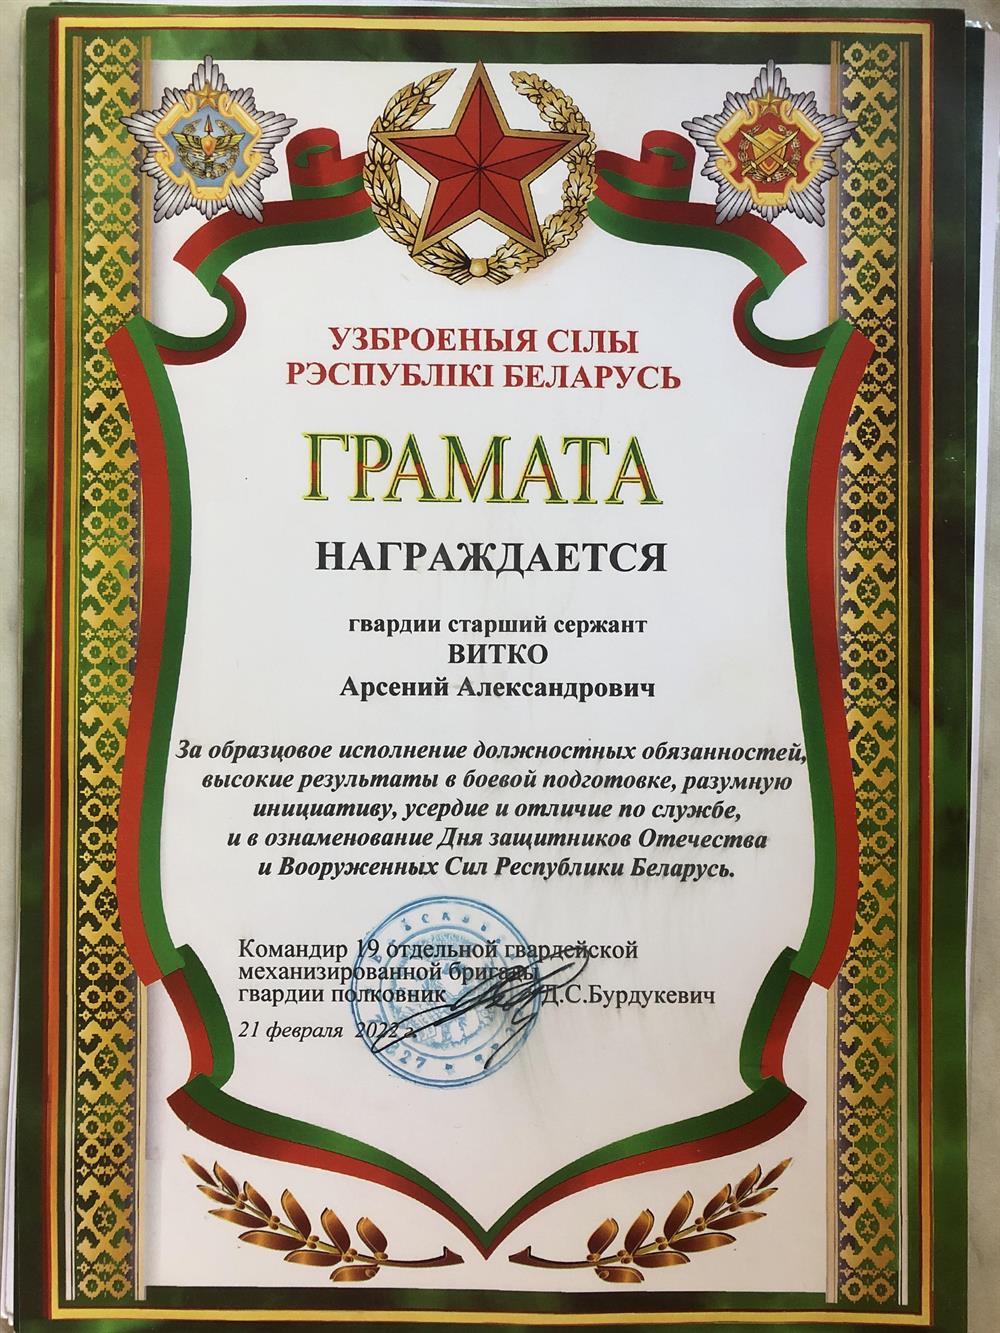 УЗБРОЕНЫЯ СІЛЫ
РЭСПУБЛІКІ БЕЛАРУСЬ
ГРАМАТА
НАГРАЖДАЕТСЯ
гвардии старший сержант
ВИТКО
Арсений Александрович
За образцовое исполнение должностных обязанностей,
высокие результаты в боевой подготовке, разумную
инициативу, усердие и отличие по службе,
и в ознаменование Дня защитников Отечества
и Вооруженных Сил Республики Беларусь.
Командир 19 отдельной гвардейской
механизированной бригады
гвардии полковник Д.С.Бурдукевич
21 февраля 2022 г.